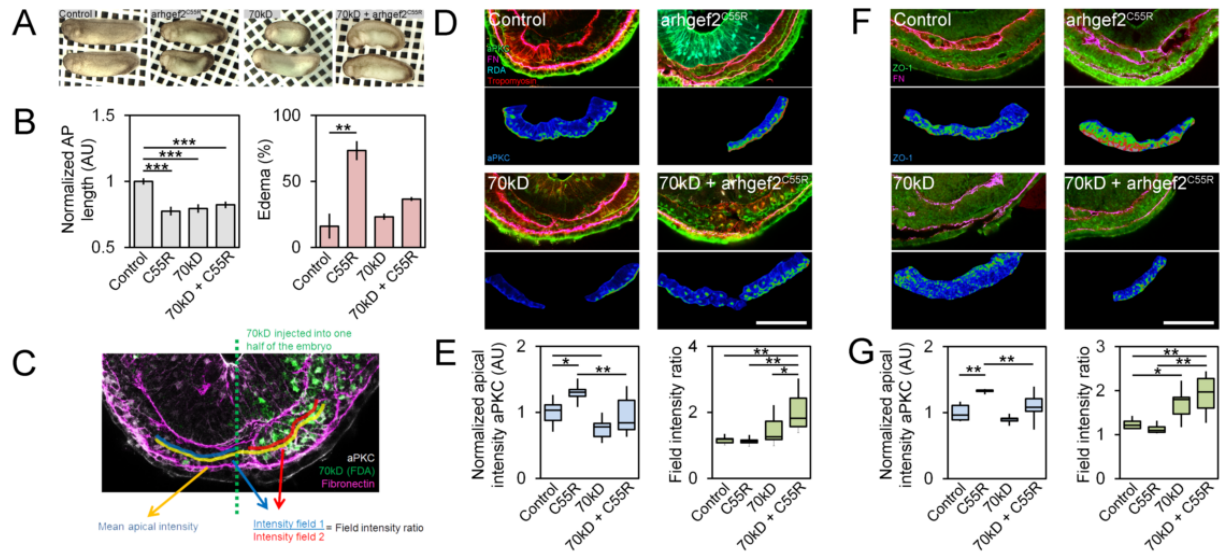 A
Control
arhgef2C55R
70kD
70kD + arhgef2C55R
B
Normalized AP
length (AU)
1.5
1
0.5
***
***
***
Control
C55R
70kD
70kD + C55R
Edema (%)
100
50
0
**
Control
C55R
70kD
70kD + C55R
C
70kD injected into one
half of the embryo
aPKC
70kD (FDA)
Fibronectin
Mean apical intensity
Intensity field 1
Intensity field 2
= Field intensity ratio
D
Control
arhgef2C55R
aPKC
FN
RDA
Tropomyosin
aPKC
70kD
70kD + arhgef2C55R
E
Normalized apical
intensity aPKC (AU)
2
1
0
*
**
Control
C55R
70kD
70kD + C55R
Field intensity ratio
4
2
0
**
**
*
Control
C55R
70kD
70kD + C55R
F
Control
arhgef2C55R
ZO-1
FN
ZO-1
70kD
70kD + arhgef2C55R
G
Normalized apical
intensity aPKC (AU)
2
1
0
**
**
Control
C55R
70kD
70kD + C55R
Field intensity ratio
3
2
1
0
**
**
*
Control
C55R
70kD
70kD + C55R